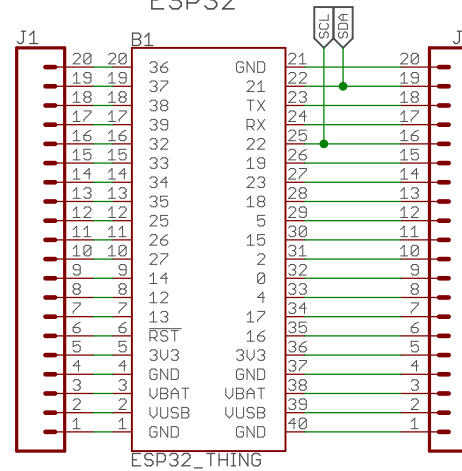 ESP32
SCL SDA
J1 B1 J
20 20 36 GND 21 20
19 19 37 21 22 19
18 18 38 TX 23 18
17 17 39 RX 24 17
16 16 32 22 25 16
15 15 33 19 26 15
14 14 34 23 27 14
13 13 35 18 28 13
12 12 25 5 29 12
11 11 26 15 30 11
10 10 27 2 31 10
9 9 14 0 32 9
8 8 12 4 33 8
7 7 13 17 34 7
6 6 RST 16 35 6
5 5 3V3 3V3 36 5
4 4 GND GND 37 4
3 3 VBAT VBAT 38 3
2 2 VUSB VUSB 39 2
1 1 GND GND 40 1
ESP32_THING